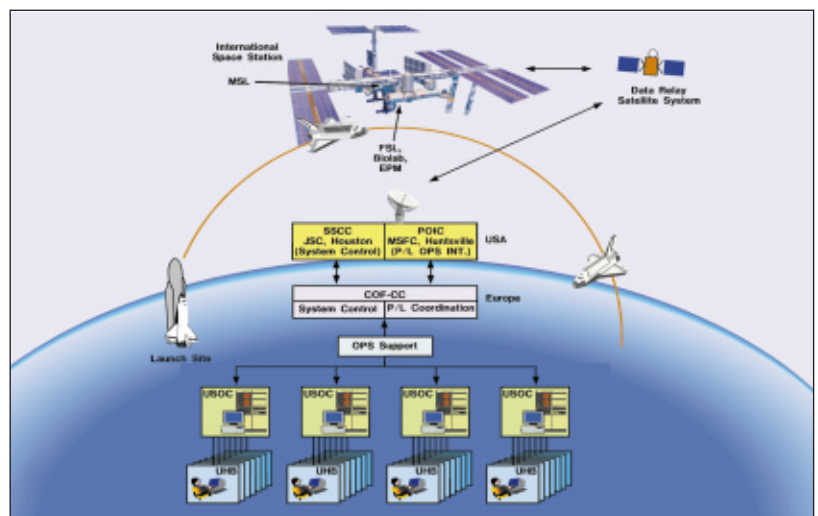 International
Space Station
MSL
Data Relay
Satellite System
FSL,
Biolab,
EPM
SSCC
JSC, Houston
(System Control)
POIC
MSFC, Huntsville
(P/L OPS INT.)
USA
COF-CC
System Control
P/L Coordination
Europe
Launch Site
OPS Support
USOC
USOC
USOC
USOC
UHB
UHB
UHB
UHB